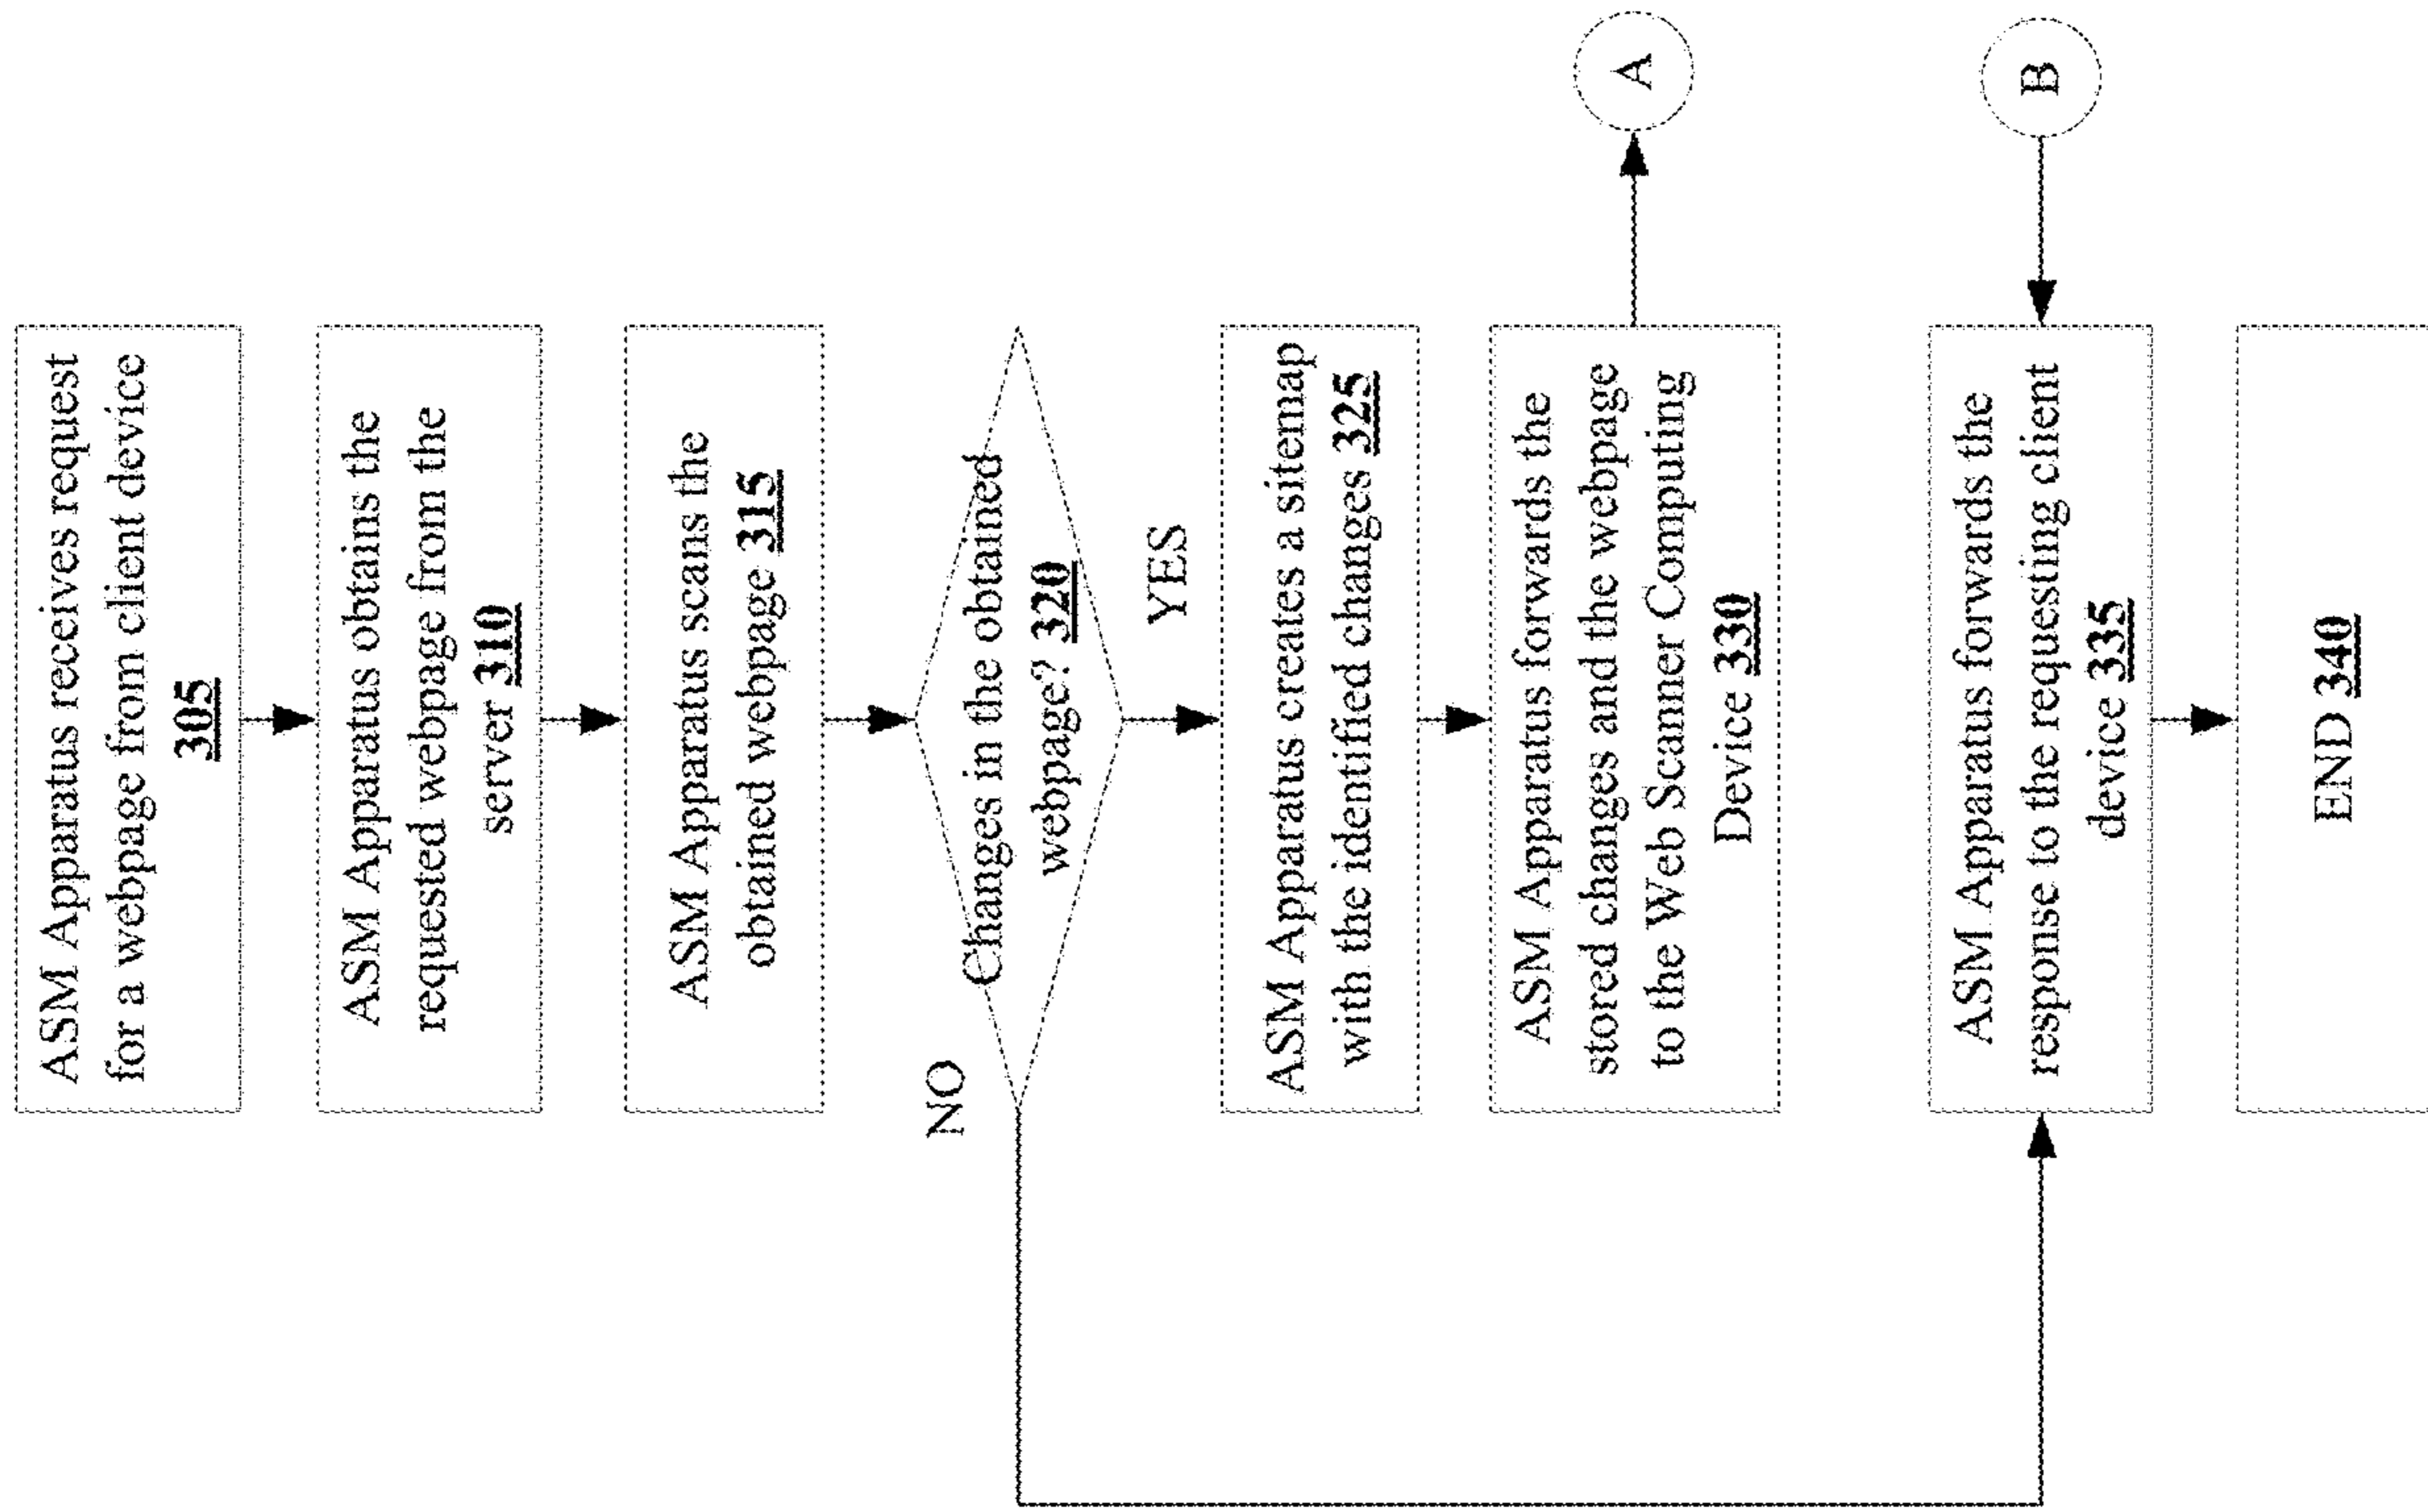 ASM Apparatus receives request
for a webpage from client device
305
ASM Apparatus obtains the
requested webpage from the
server 310
ASM Apparatus scans the
obtained webpage 315
NO
Changes in the obtained
webpage? 320
YES
ASM Apparatus creates a sitemap
with the identified changes 325
ASM Apparatus forwards the
stored changes and the webpage
to the Web Scanner Computing
Device 330
A
ASM Apparatus forwards the
response to the requesting client
device 335
B
END 340